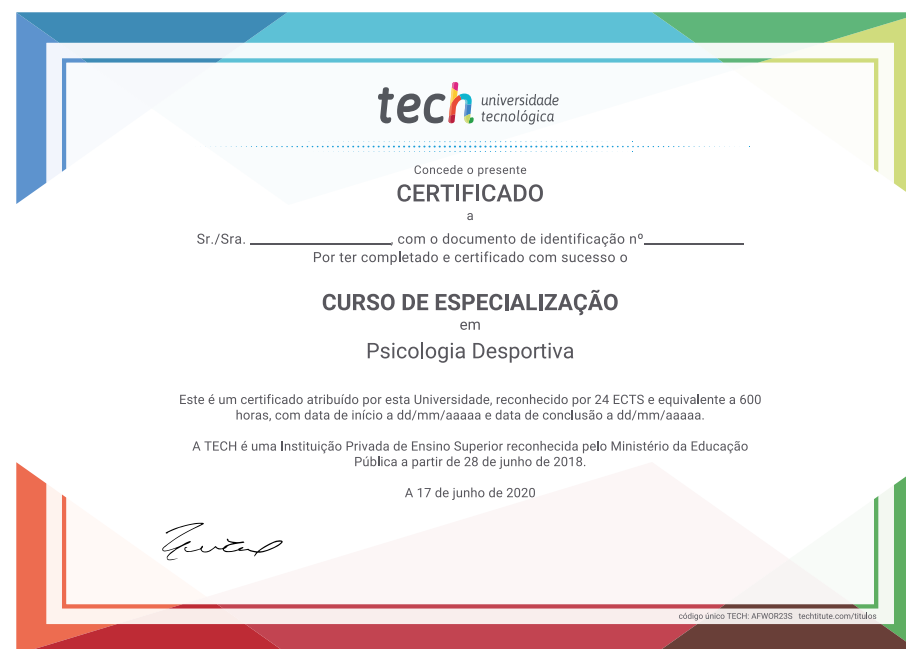 tech universidade
tecnológica
Concede o presente
CERTIFICADO
a
Sr./Sra. ________________, com o documento de identificação nº___________
Por ter completado e certificado com sucesso o
CURSO DE ESPECIALIZAÇÃO
em
Psicologia Desportiva
Este é um certificado atribuído por esta Universidade, reconhecido por 24 ECTS e equivalente a 600
horas, com data de início a dd/mm/aaaaa e data de conclusão a dd/mm/aaaaa.
A TECH é uma Instituição Privada de Ensino Superior reconhecida pelo Ministério da Educação
Pública a partir de 28 de junho de 2018.
A 17 de junho de 2020
código único TECH: AFWOR23S techtitute.com/titulos